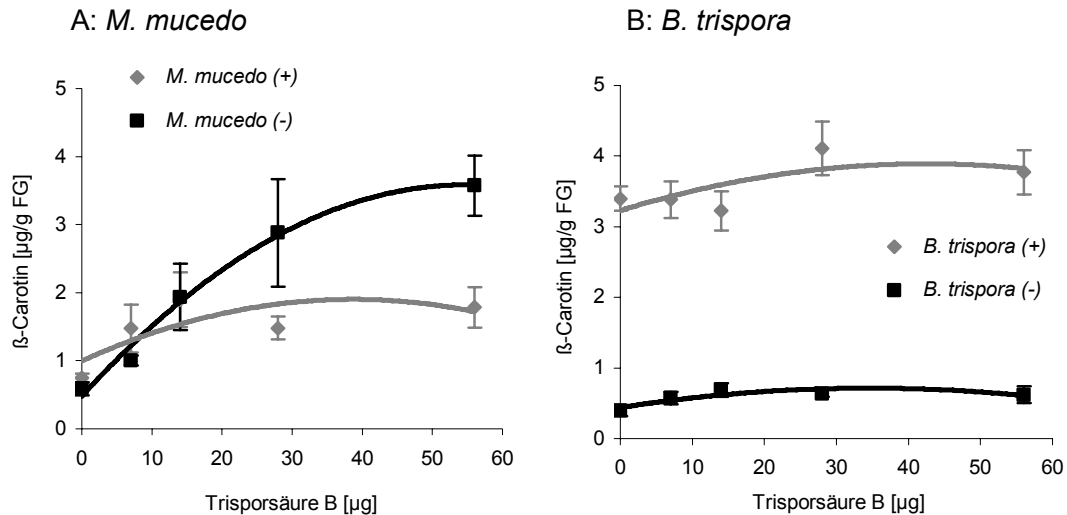 A: M. mucedo
M. mucedo (+)
M. mucedo (-)
5
4
3
2
1
0
ß-Carotin [µg/g FG]
0 10 20 30 40 50 60
Trisporsäure B [µg]
B: B. trispora
B. trispora (+)
B. trispora (-)
5
4
3
2
1
0
ß-Carotin [µg/g FG]
0 10 20 30 40 50 60
Trisporsäure B [µg]